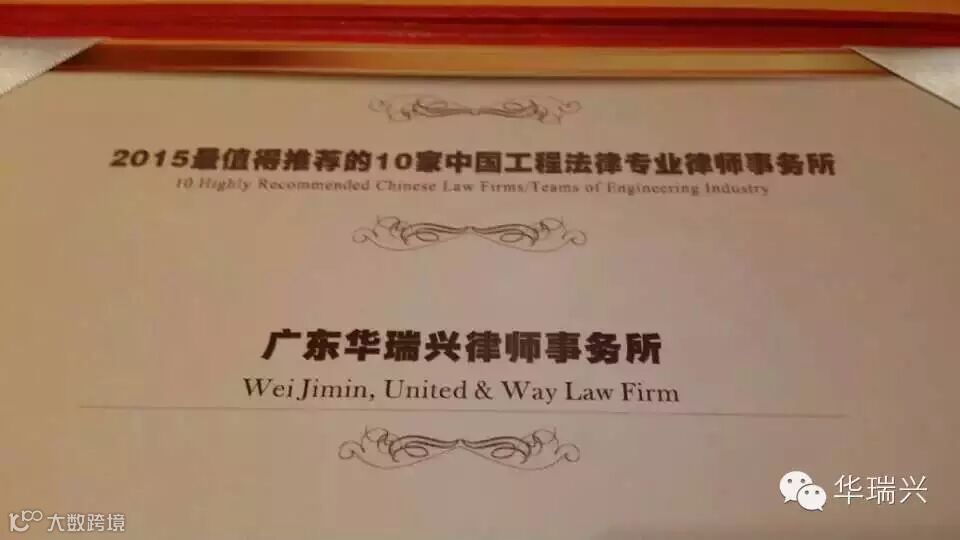 2015最值得推荐的10家中国工程法律专业律师事务所
10 Highly Recommended Chinese Law Firms/Teams of Engineering Industry
广东华瑞兴律师事务所
Wei Jimin, United & Way Law Firm
华瑞兴
大数跨境